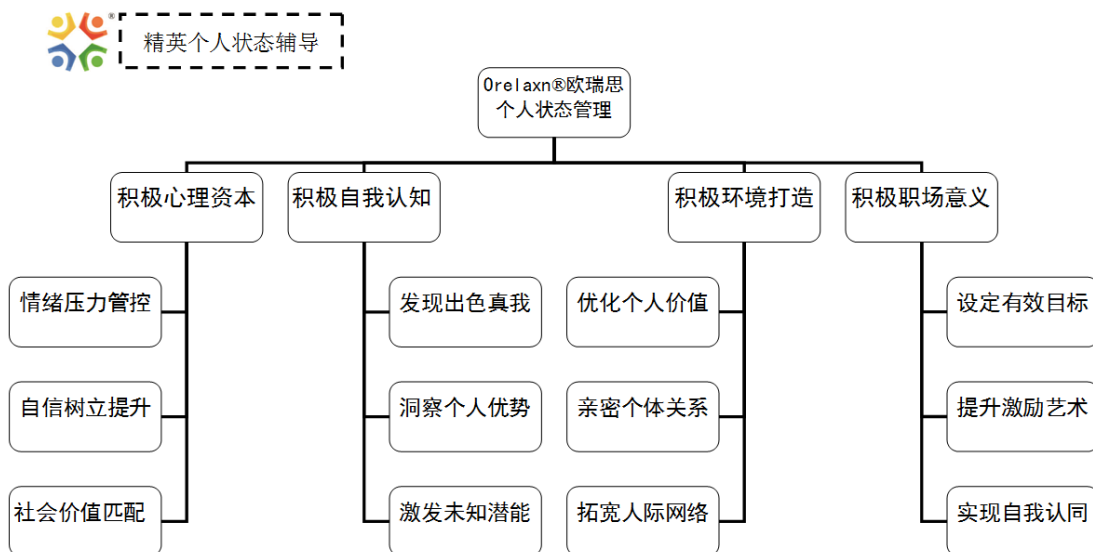 ®
精英个人状态辅导
Orelaxn®欧瑞思
个人状态管理
积极心理资本
积极自我认知
积极环境打造
积极职场意义
情绪压力管控
发现出色真我
优化个人价值
设定有效目标
自信树立提升
洞察个人优势
亲密个体关系
提升激励艺术
社会价值匹配
激发未知潜能
拓宽人际网络
实现自我认同